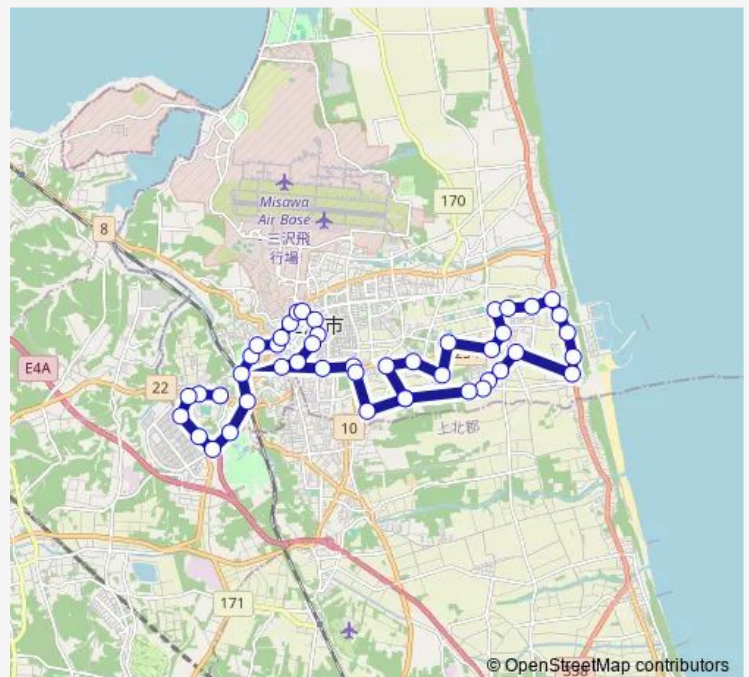 170
Misawa
Air Base
三沢飛
行場
8
市
E4A
22
10
上北郡
171
© OpenStreetMap contributors